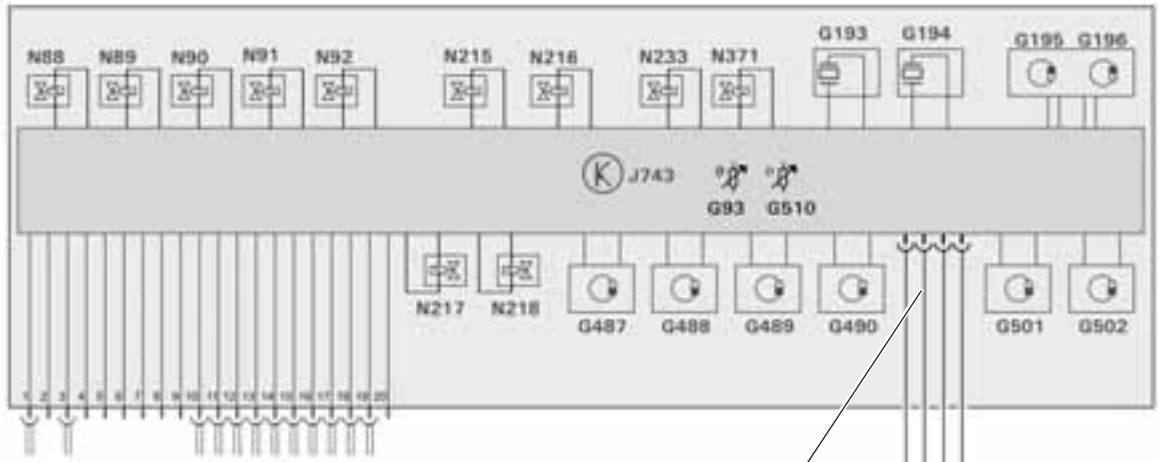 N88 N89 N90 N91 N92 N215 N216 N233 N371 G193 G194 G195 G196
K J743
G93 G510
N217 N218 G487 G488 G489 G490 G501 G502
1 2 3 4 5 6 7 8 9 10 11 12 13 14 15 16 17 18 19 20